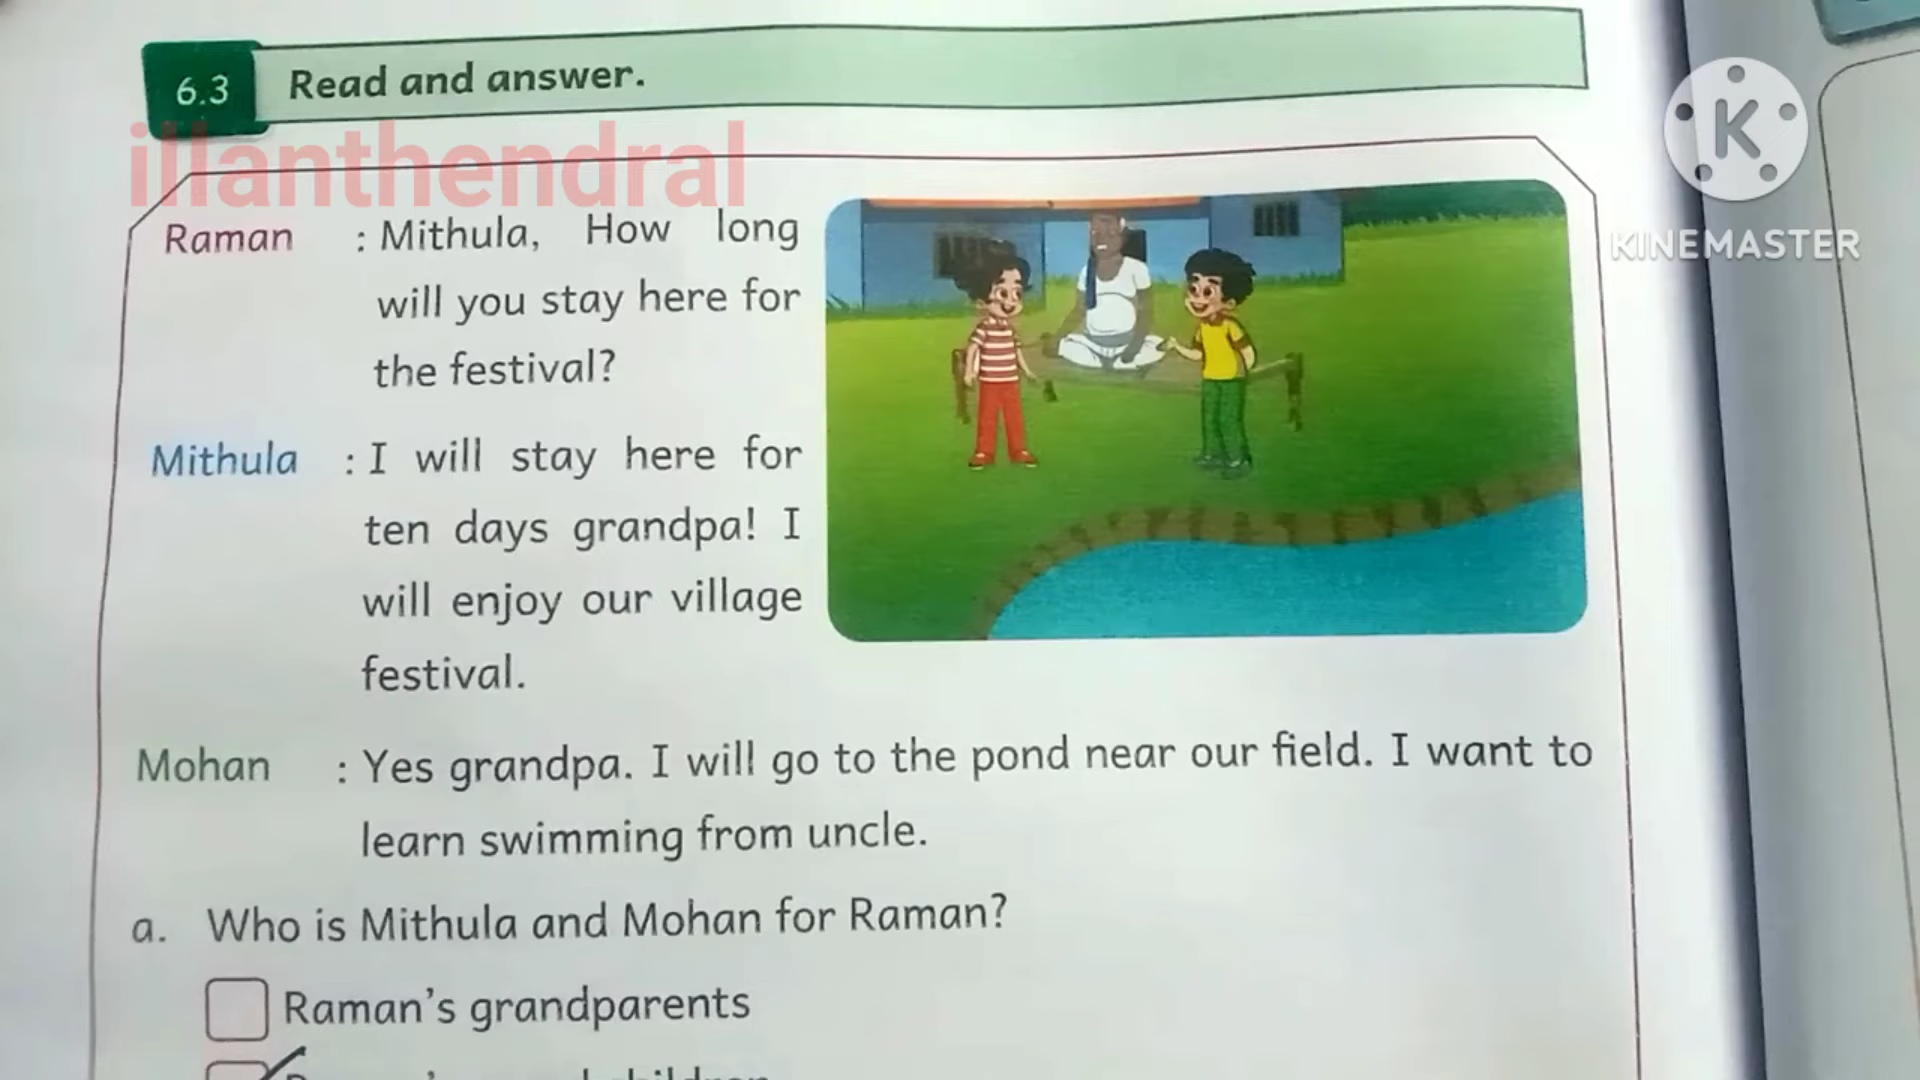 6.3 Read and answer.
illanthendral
K
KINEMASTER
Raman : Mithula, How long
will you stay here for
the festival?
Mithula : I will stay here for
ten days grandpa! I
will enjoy our village
festival.
Mohan : Yes grandpa. I will go to the pond near our field. I want to
learn swimming from uncle.
a. Who is Mithula and Mohan for Raman?
Raman's grandparents